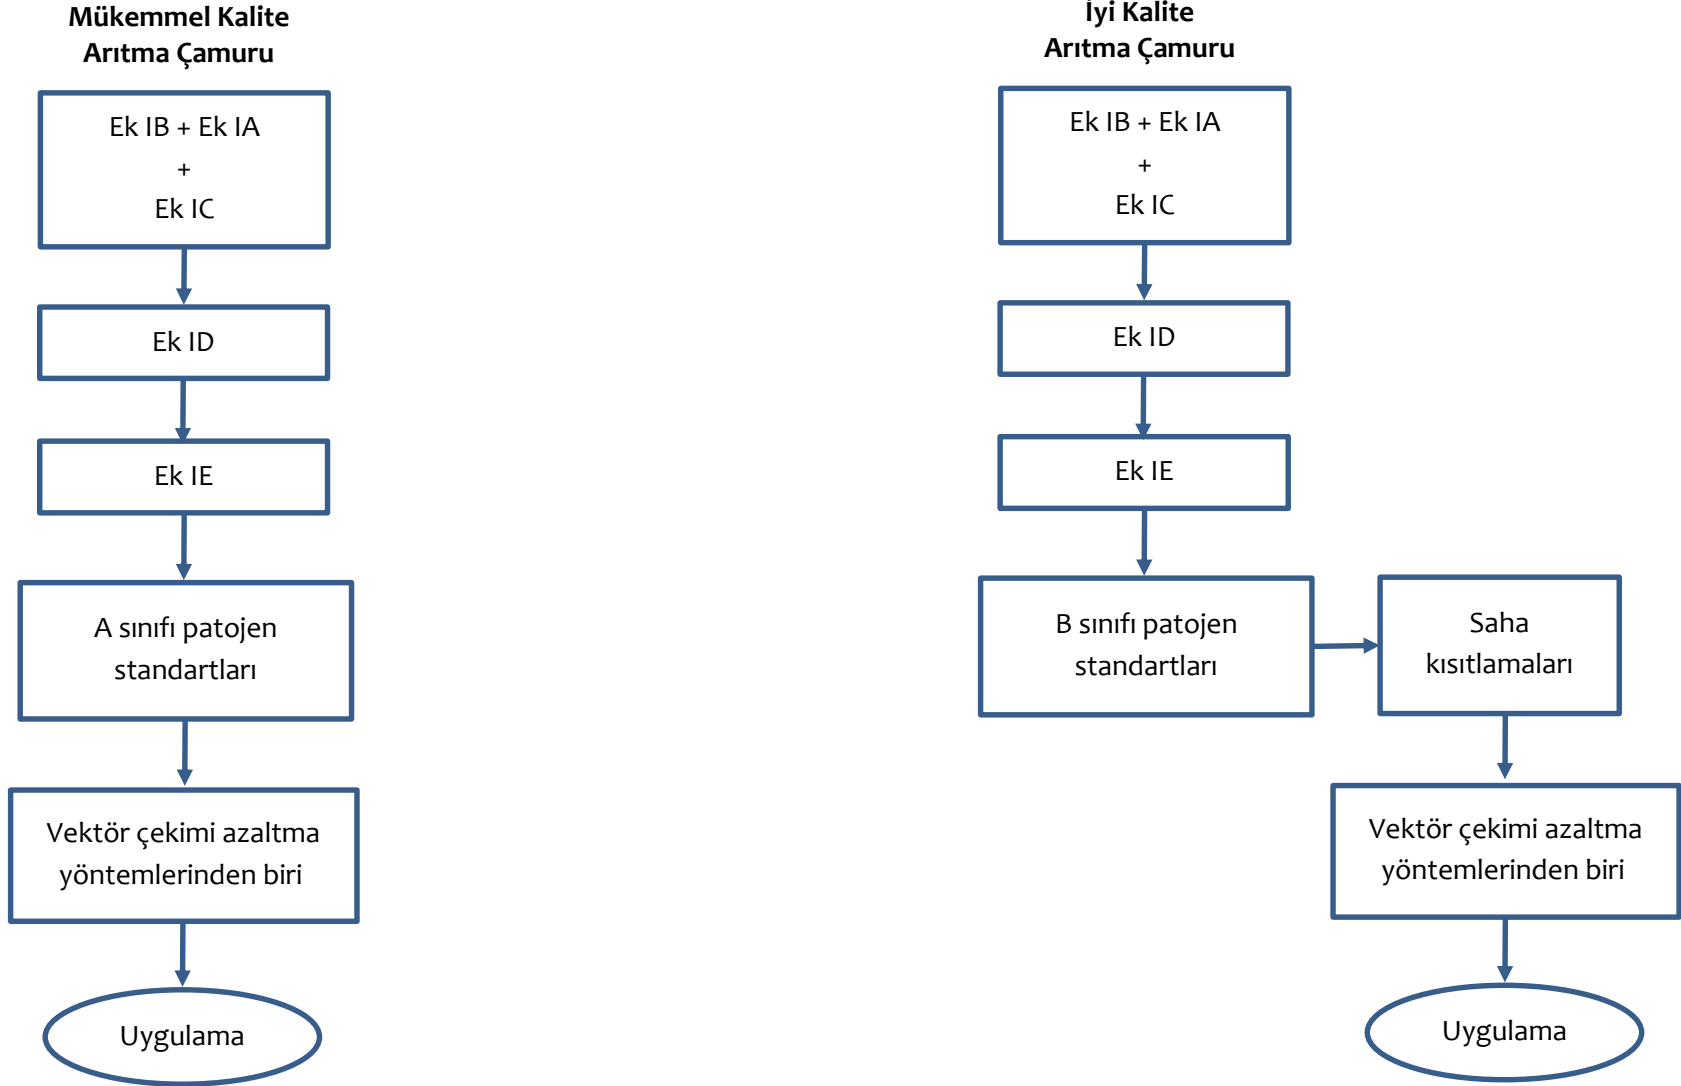 Mükemmel Kalite
Arıtma Çamuru
Ek IB + Ek IA
+
Ek IC
Ek ID
Ek IE
A sınıfı patojen
standartları
Vektör çekimi azaltma
yöntemlerinden biri
Uygulama
İyi Kalite
Arıtma Çamuru
Ek IB + Ek IA
+
Ek IC
Ek ID
Ek IE
B sınıfı patojen
standartları
Saha
kısıtlamaları
Vektör çekimi azaltma
yöntemlerinden biri
Uygulama